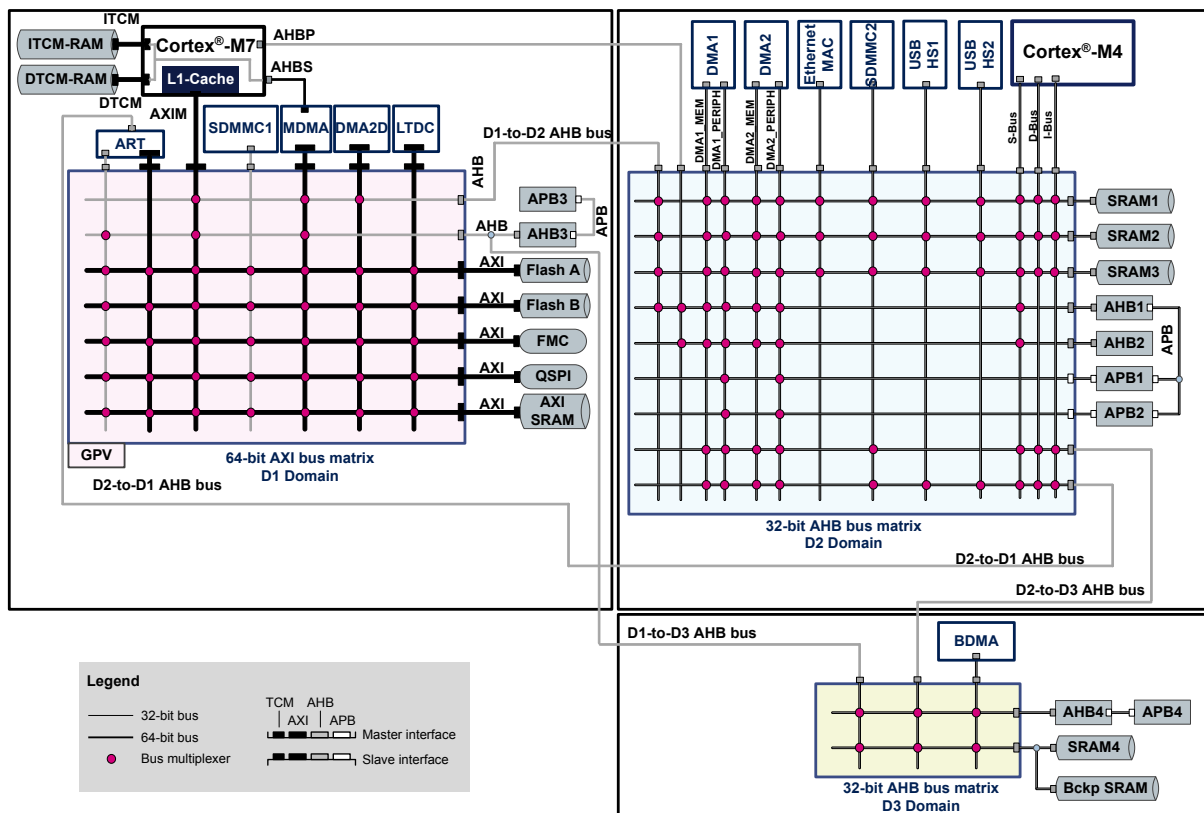 ITCM
ITCM-RAM
Cortex®-M7
AHBP
DTCM-RAM
L1-Cache
AHBS
DTCM
AXIM
ART
SDMMC1
MDMA
DMA2D
LTDC
D1-to-D2 AHB bus
AHB
APB3
AHB
AHB3
APB
AXI
Flash A
AXI
Flash B
AXI
FMC
AXI
QSPI
AXI
AXI
SRAM
GPV
64-bit AXI bus matrix
D1 Domain
D2-to-D1 AHB bus
DMA1
DMA2
Ethernet
MAC
SDMMC2
USB
HS1
USB
HS2
Cortex®-M4
DMA1_MEM
DMA1_PERIPH
DMA2_MEM
DMA2_PERIPH
S-Bus
D-Bus
I-Bus
SRAM1
SRAM2
SRAM3
AHB1
AHB2
APB
APB1
APB2
32-bit AHB bus matrix
D2 Domain
D2-to-D1 AHB bus
D2-to-D3 AHB bus
D1-to-D3 AHB bus
BDMA
AHB4
APB4
SRAM4
Bckp SRAM
32-bit AHB bus matrix
D3 Domain
Legend
32-bit bus
64-bit bus
Bus multiplexer
TCM
AHB
AXI
APB
Master interface
Slave interface